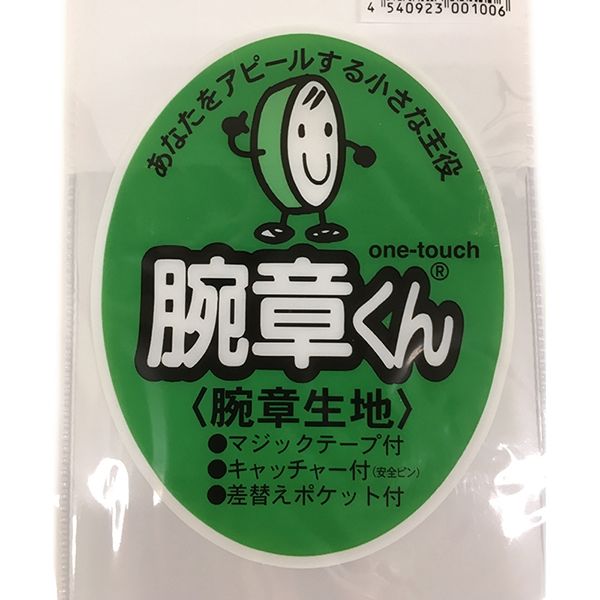 4 540923 001006
あなたをアピールする小さな主役
one-touch
腕章くん®
〈腕章生地〉
●マジックテープ付
●キャッチャー付(安全ピン)
●差替えポケット付